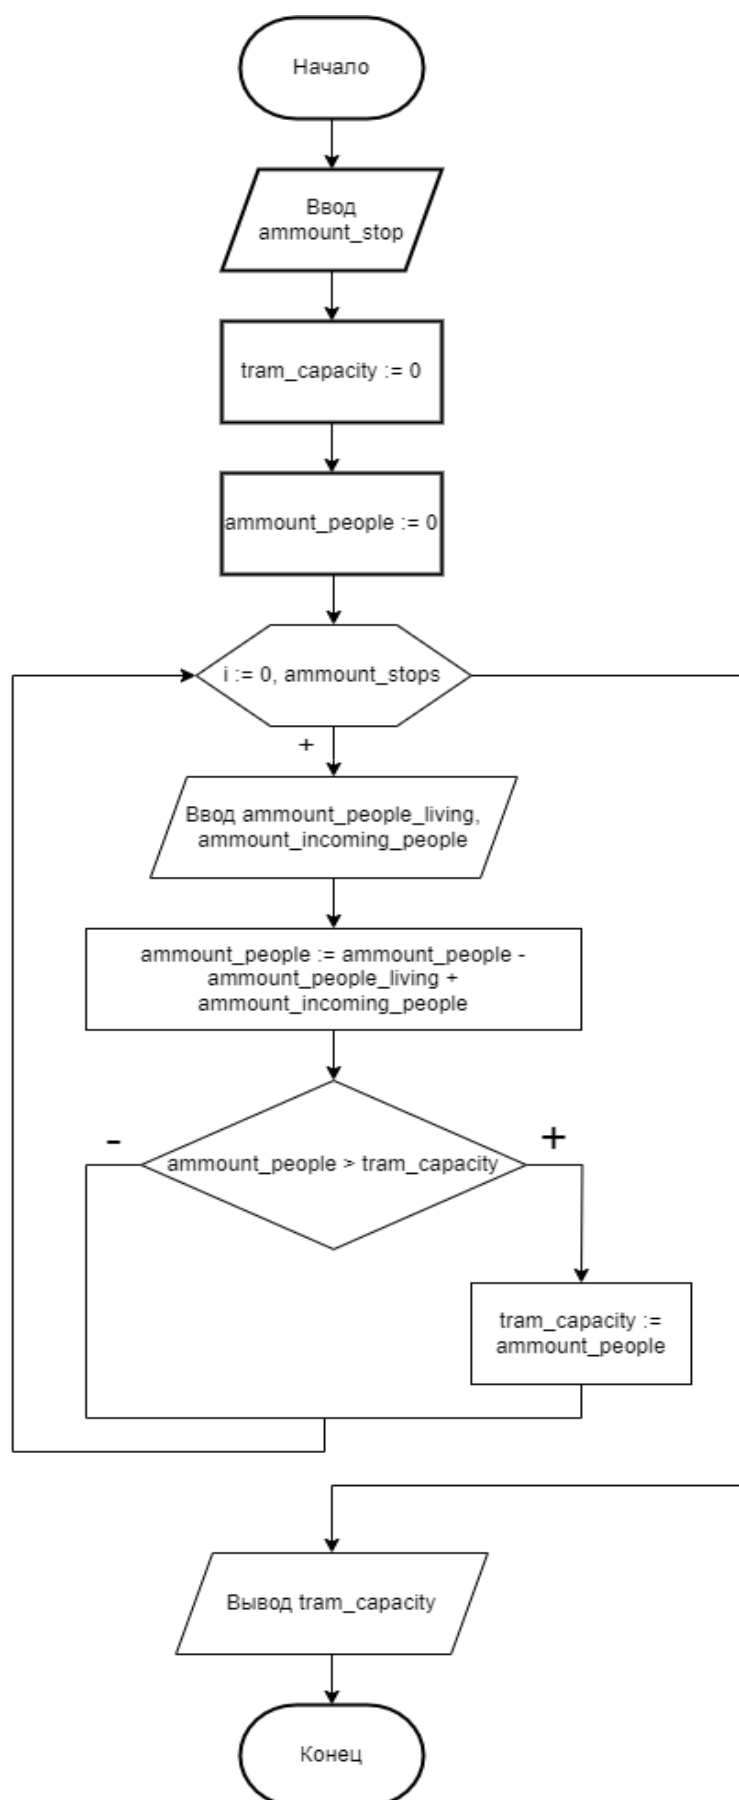 Начало
Ввод
ammount_stop
tram_capacity := 0
ammount_people := 0
i := 0, ammount_stops
+
Ввод ammount_people_living,
ammount_incoming_people
ammount_people := ammount_people -
ammount_people_living +
ammount_incoming_people
-
+
ammount_people > tram_capacity
tram_capacity :=
ammount_people
Вывод tram_capacity
Конец